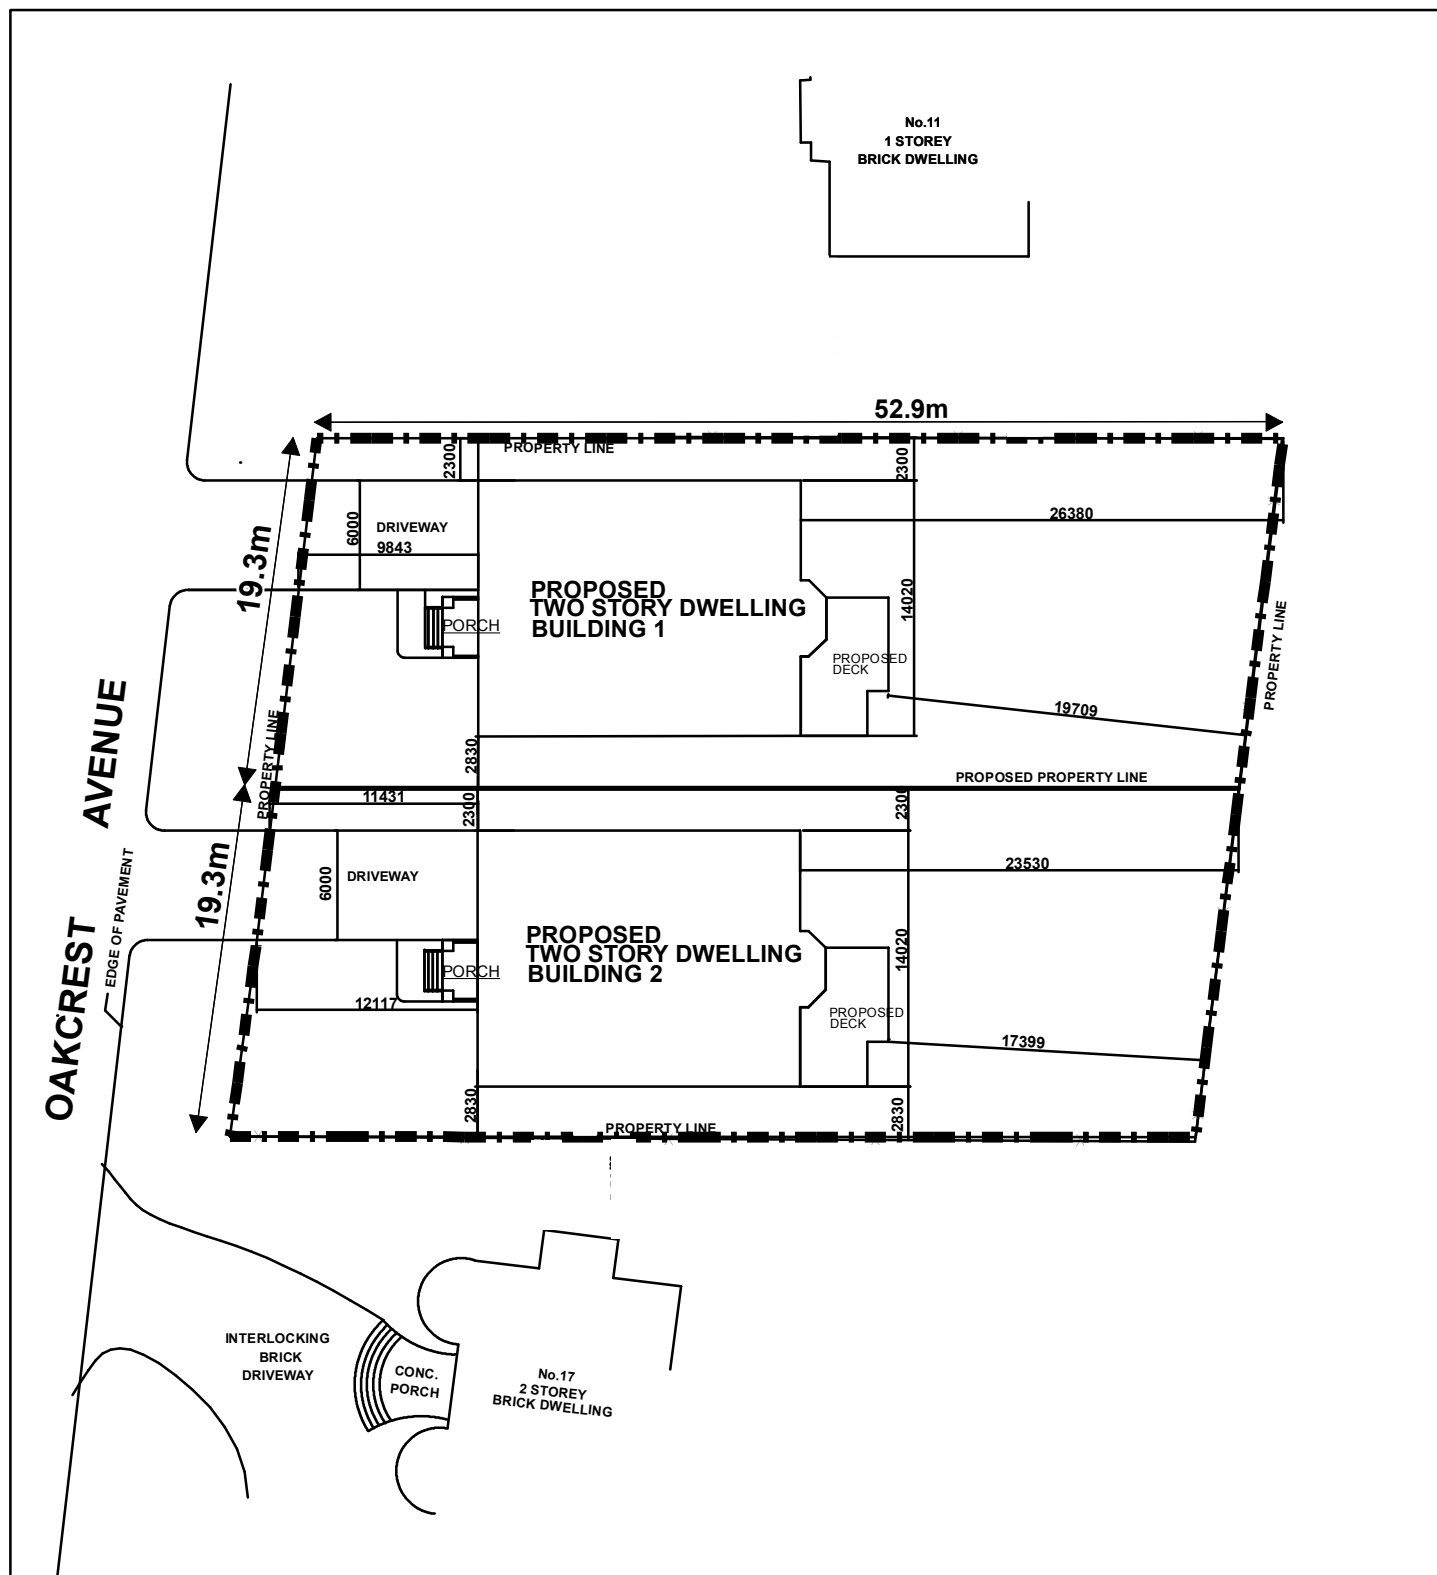 No.11
1 STOREY
BRICK DWELLING
52.9m
PROPERTY LINE
2300
2300
6000
DRIVEWAY
9843
26380
19.3m
PROPOSED
TWO STORY DWELLING
BUILDING 1
14020
PORCH
PROPOSED
DECK
PROPERTY LINE
19709
PROPERTY LINE
2830
PROPOSED PROPERTY LINE
11431
2300
2300
OAKCREST AVENUE
EDGE OF PAVEMENT
19.3m
6000
DRIVEWAY
23530
PROPOSED
TWO STORY DWELLING
BUILDING 2
14020
PORCH
12117
PROPOSED
DECK
17399
2830
2830
PROPERTY LINE
INTERLOCKING
BRICK
DRIVEWAY
CONC.
PORCH
No.17
2 STOREY
BRICK DWELLING